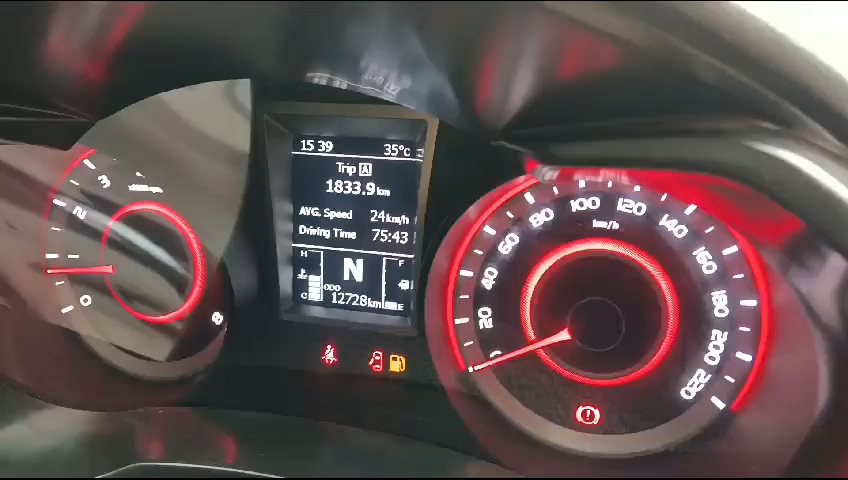 15 39 35°c
Trip A
1833.9 km
AVG. Speed 24 km/h
Driving Time 75:43
H F
N
ODO
C 12728 km E
3
2
0
8
0
20
40
60
80
100
120
140
160
180
200
220
km/h